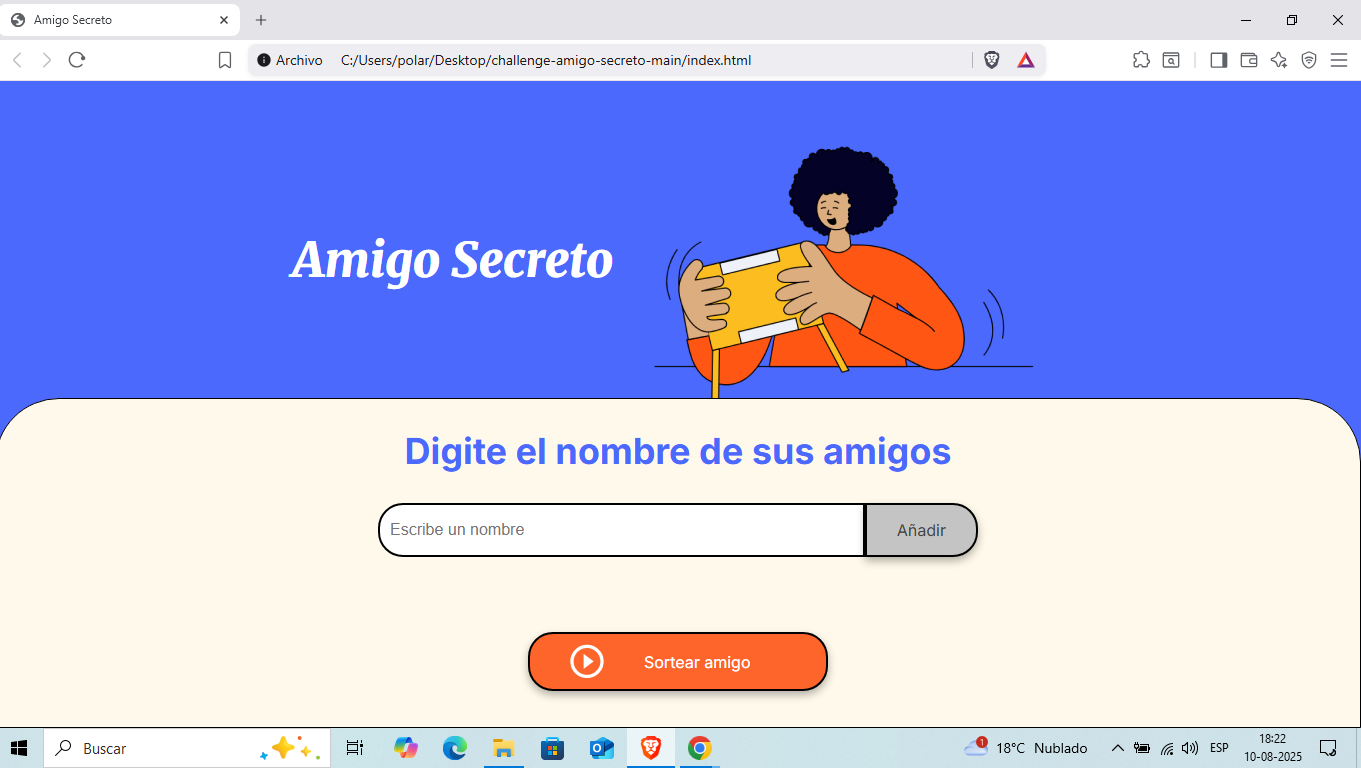 Amigo Secreto
Archivo C:/Users/polar/Desktop/challenge-amigo-secreto-main/index.html
Amigo Secreto
Digite el nombre de sus amigos
Escribe un nombre Añadir
Sortear amigo
Buscar 1 18°C Nublado ESP 18:22
10-08-2025